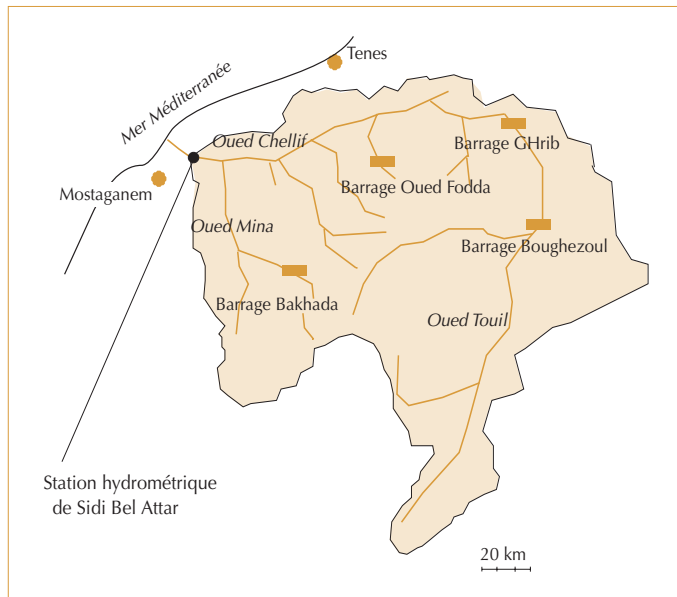 Tenes
Mer Méditerranée
Oued Chellif
Barrage GHrib
Barrage Oued Fodda
Mostaganem
Oued Mina
Barrage Boughezoul
Barrage Bakhada
Oued Touil
Station hydrométrique
de Sidi Bel Attar
20 km